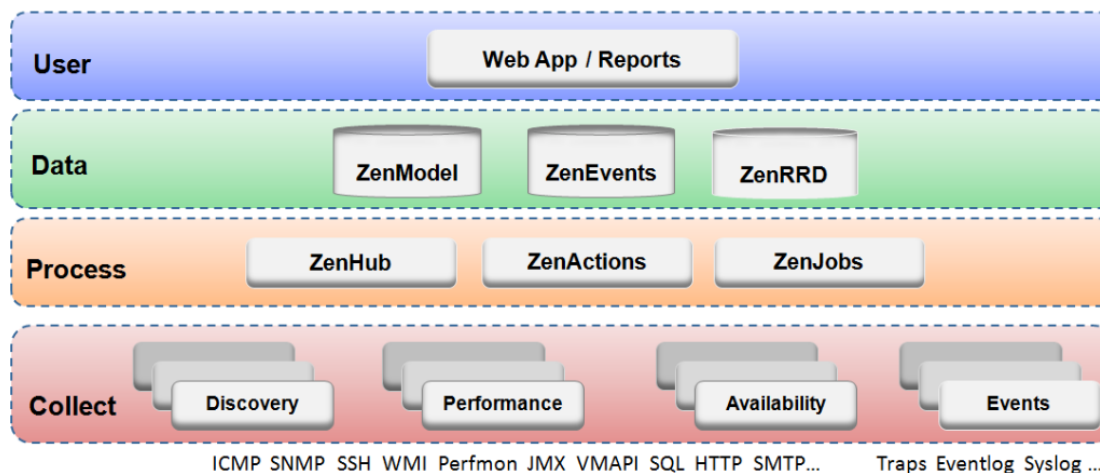 User
Web App / Reports
Data
ZenModel
ZenEvents
ZenRRD
Process
ZenHub
ZenActions
ZenJobs
Collect
Discovery
Performance
Availability
Events
ICMP SNMP SSH WMI Perfmon JMX VMAPI SQL HTTP SMTP... Traps Eventlog Syslog ...